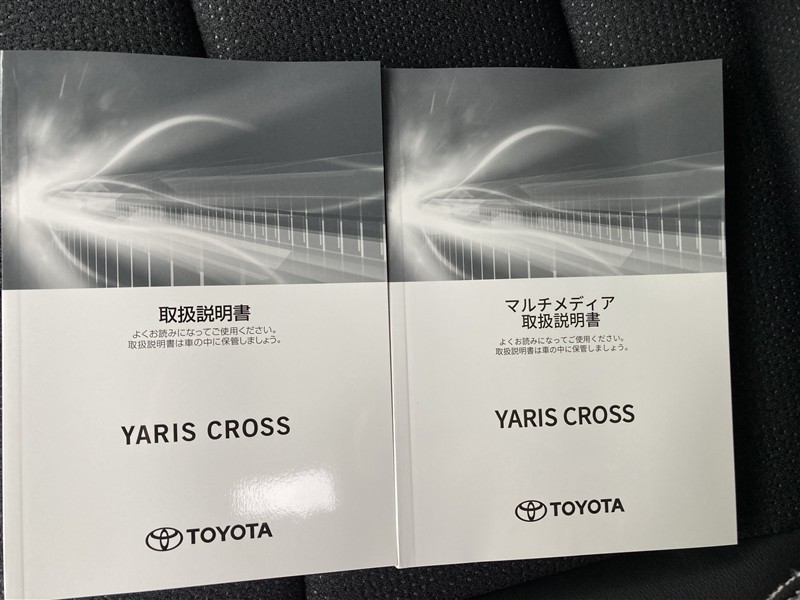 取扱説明書
よくお読みになってご使用ください。
取扱説明書は車の中に保管しましょう。
YARIS CROSS
TOYOTA
マルチメディア
取扱説明書
よくお読みになってご使用ください。
取扱説明書は車の中に保管しましょう。
YARIS CROSS
TOYOTA